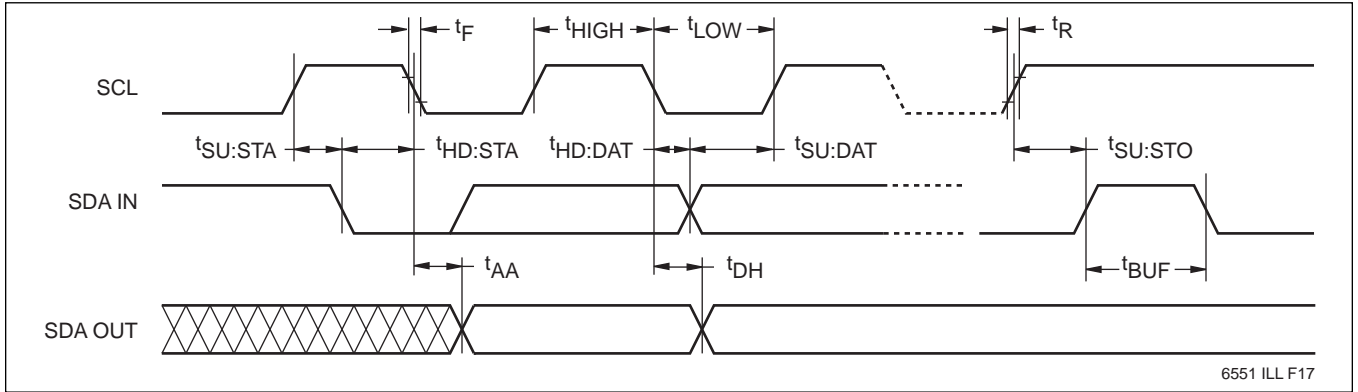 tF tHIGH tLOW tR
SCL
tSU:STA tHD:STA tHD:DAT tSU:DAT tSU:STO
SDA IN
tAA tDH tBUF
SDA OUT
6551 ILL F17